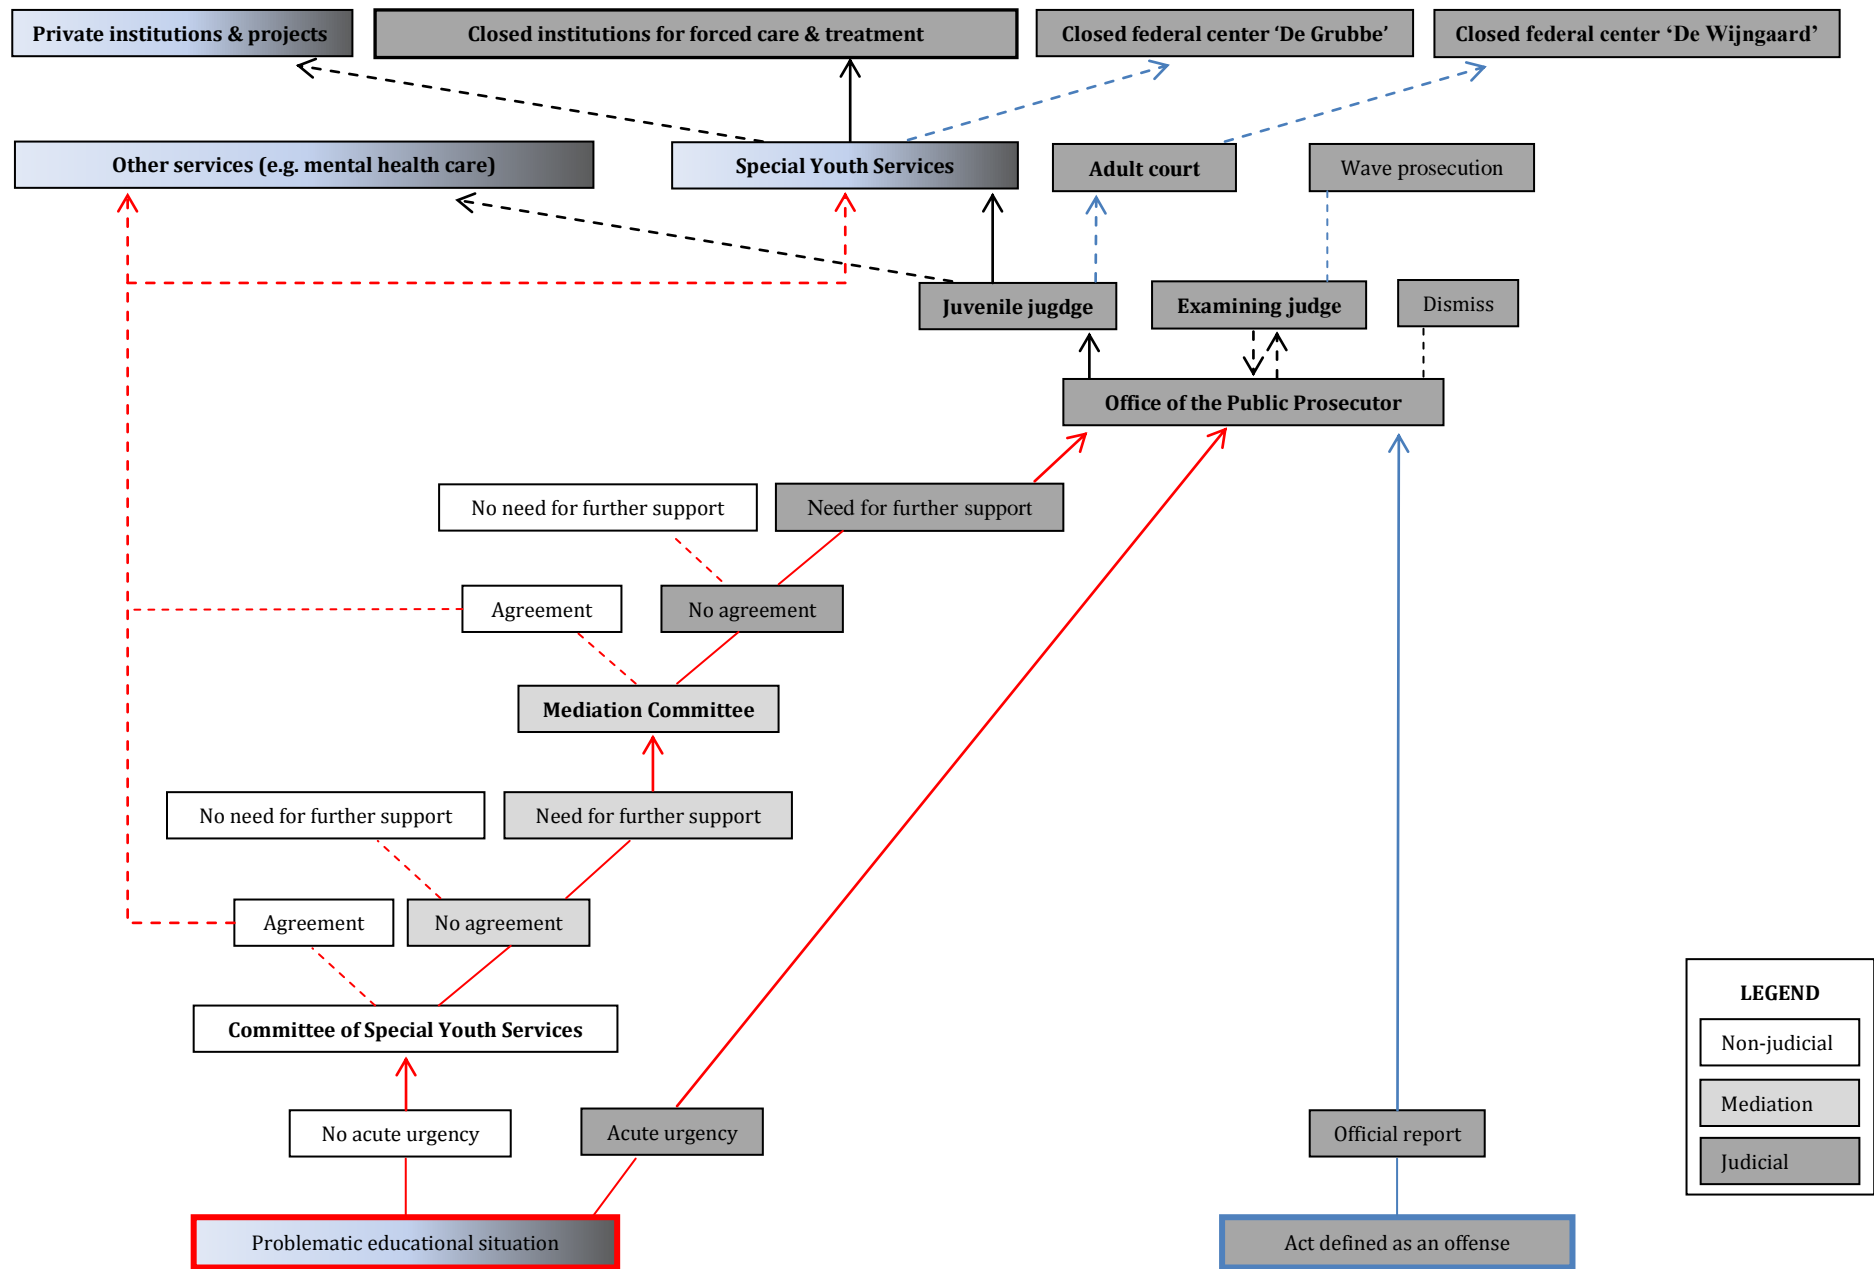 Private institutions & projects
Closed institutions for forced care & treatment
Closed federal center ‘De Grubbe’
Closed federal center ‘De Wijngaard’
Other services (e.g. mental health care)
Special Youth Services
Adult court
Wave prosecution
Juvenile jugdge
Examining judge
Dismiss
Office of the Public Prosecutor
No need for further support
Need for further support
Agreement
No agreement
Mediation Committee
No need for further support
Need for further support
Agreement
No agreement
Committee of Special Youth Services
No acute urgency
Acute urgency
Official report
Problematic educational situation
Act defined as an offense
LEGEND
Non-judicial
Mediation
Judicial